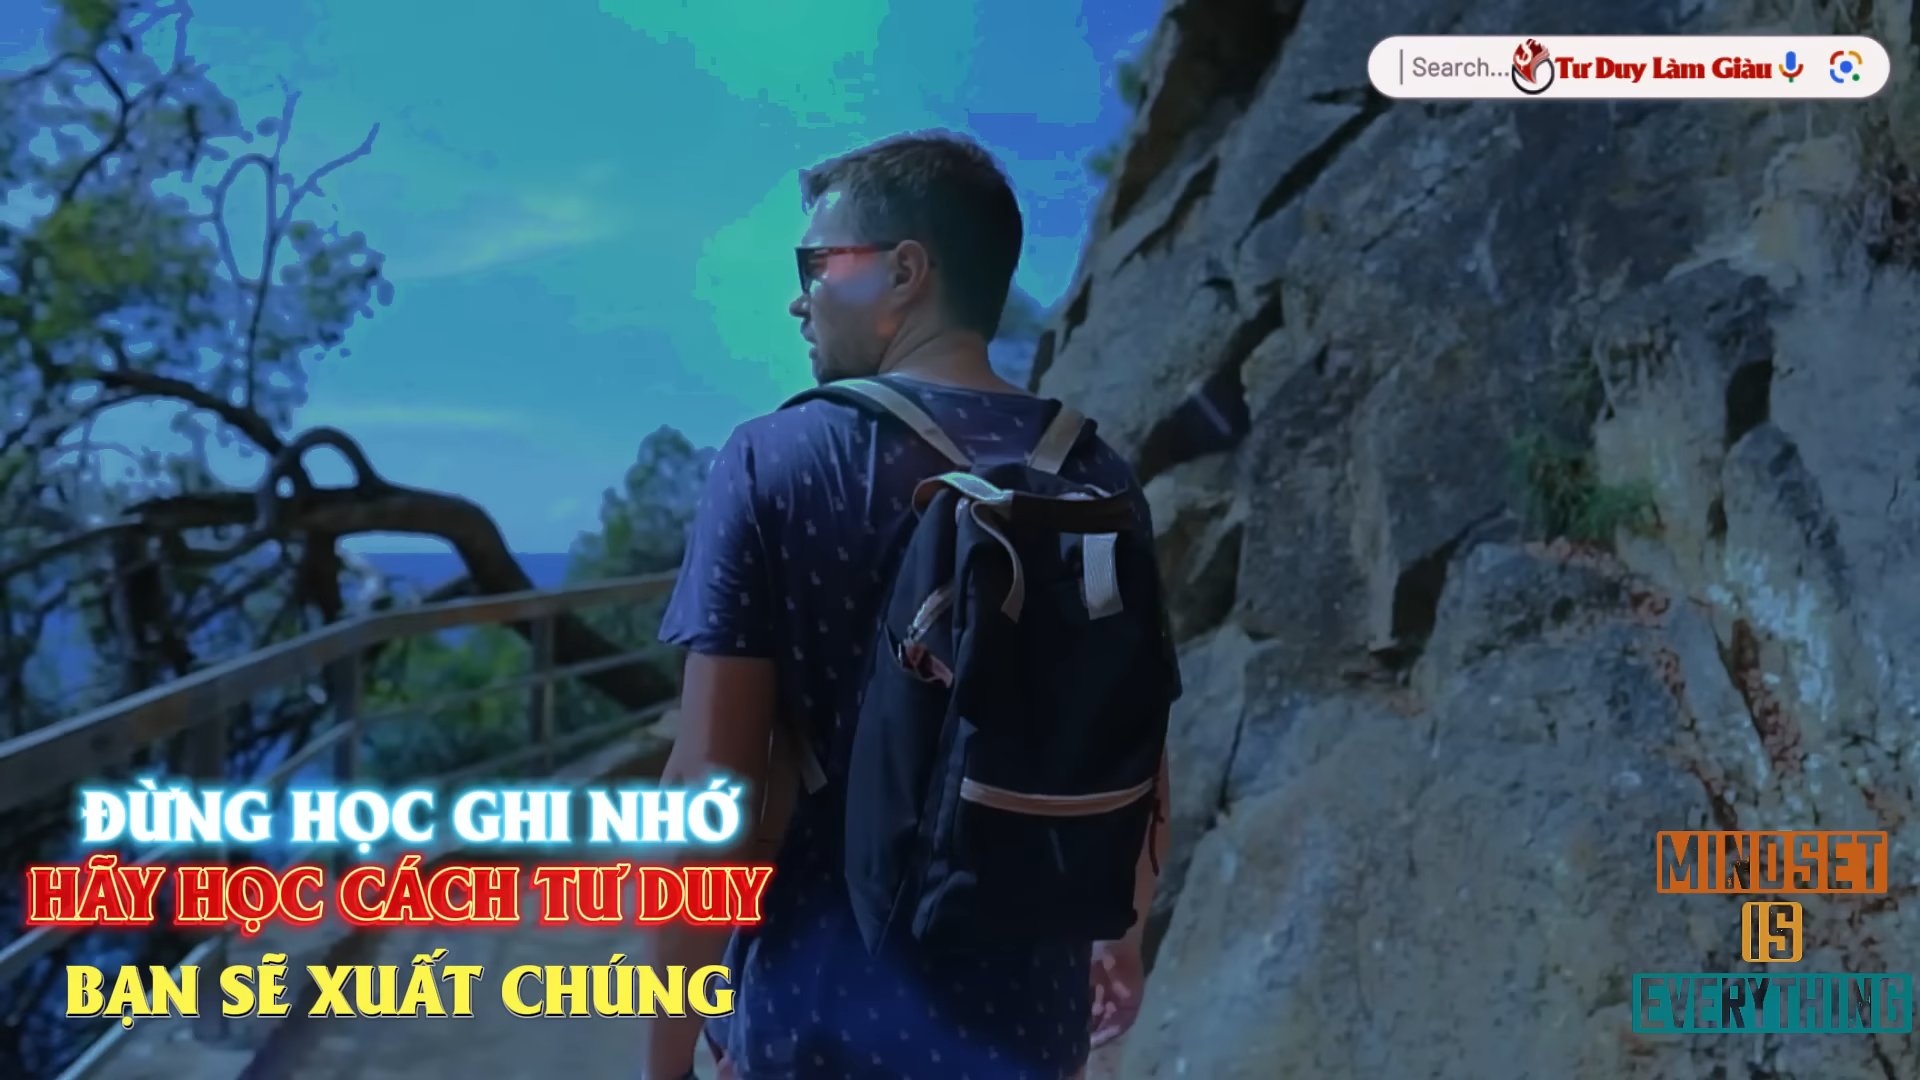 Search... Tư Duy Làm Giàu
ĐỪNG HỌC GHI NHỚ
HÃY HỌC CÁCH TƯ DUY
BẠN SẼ XUẤT CHÚNG
MINDSET
IS
EVERYTHING